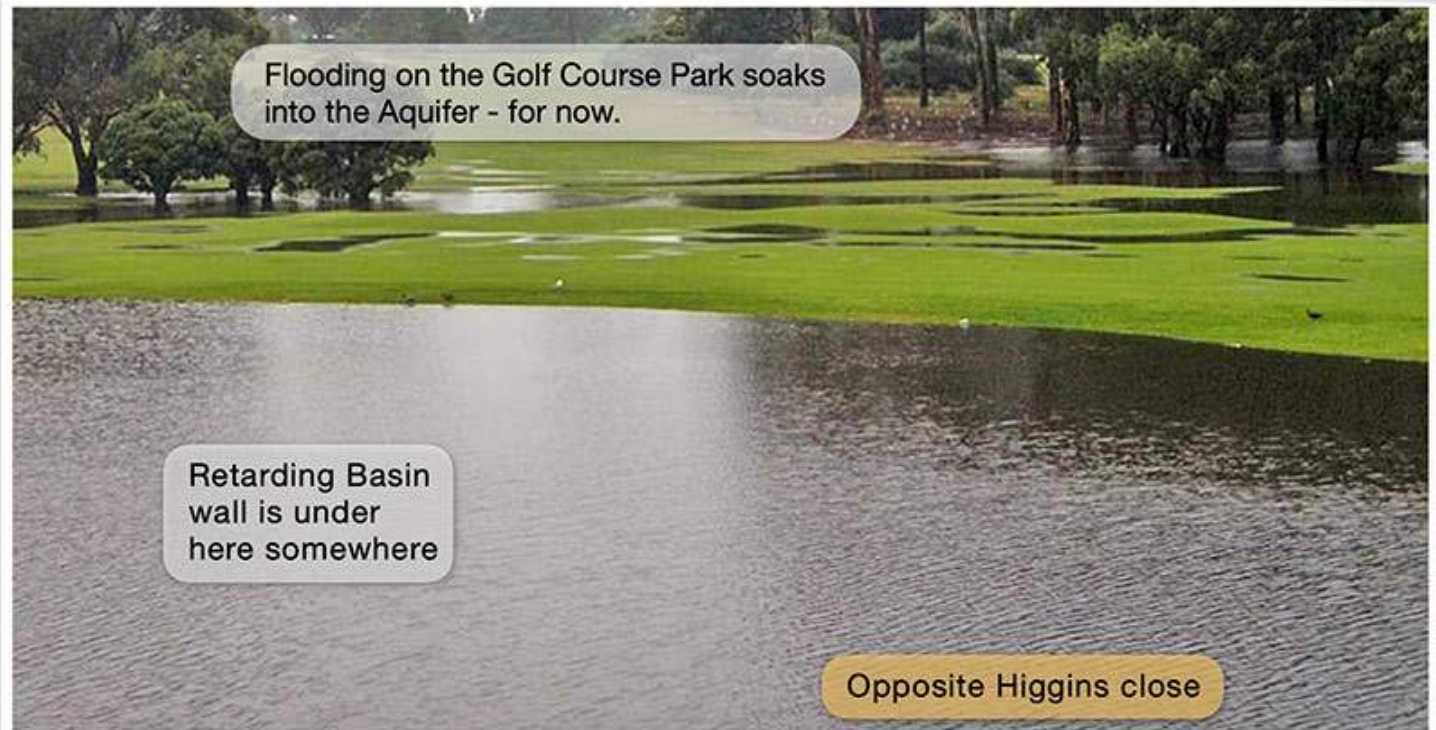 Flooding on the Golf Course Park soaks
into the Aquifer - for now.
Retarding Basin
wall is under
here somewhere
Opposite Higgins close